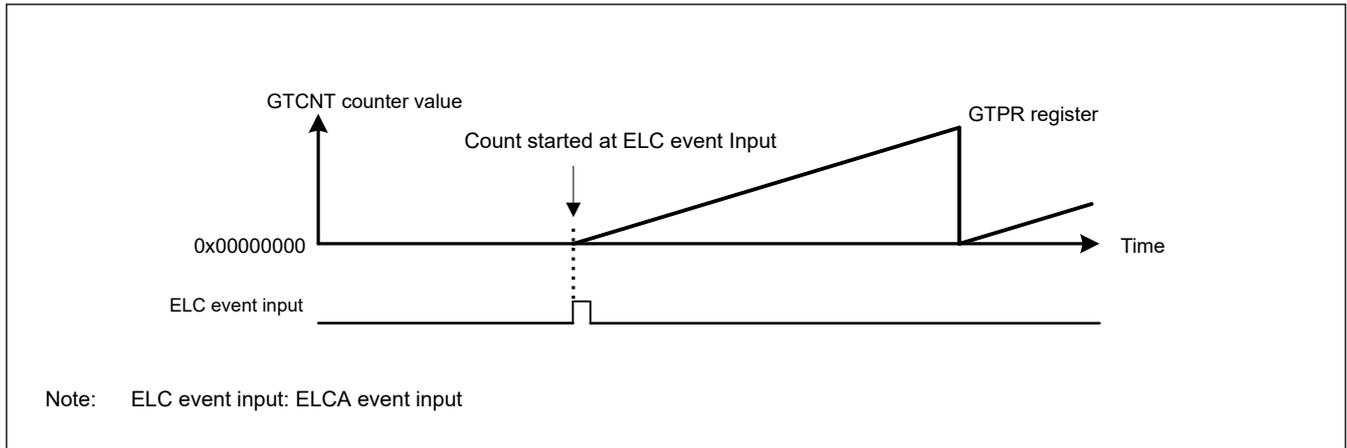 GTCNT counter value
GTPR register
Count started at ELC event Input
0x00000000
Time
ELC event input
Note: ELC event input: ELCA event input